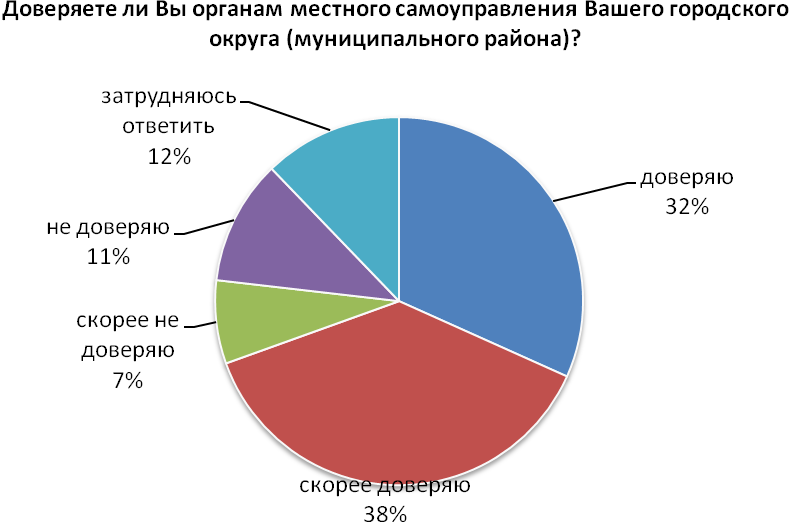 Доверяете ли Вы органам местного самоуправления Вашего городского
округа (муниципального района)?
затрудняюсь
ответить
12%
доверяю
32%
не доверяю
11%
скорее не
доверяю
7%
скорее доверяю
38%